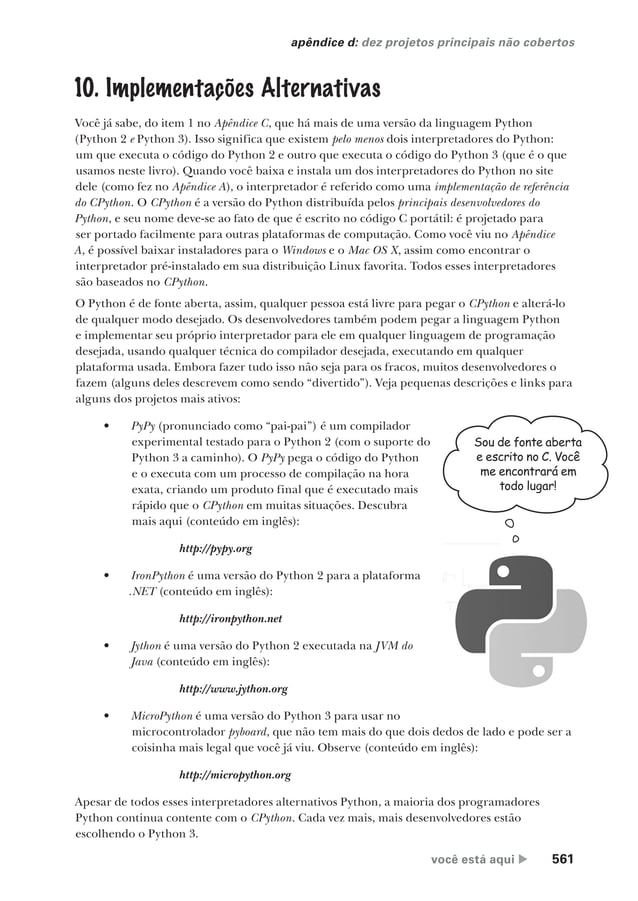 apêndice d: dez projetos principais não cobertos
10. Implementações Alternativas
Você já sabe, do item 1 no Apêndice C, que há mais de uma versão da linguagem Python
(Python 2 e Python 3). Isso significa que existem pelo menos dois interpretadores do Python:
um que executa o código do Python 2 e outro que executa o código do Python 3 (que é o que
usamos neste livro). Quando você baixa e instala um dos interpretadores do Python no site
dele (como fez no Apêndice A), o interpretador é referido como uma implementação de referência
do CPython. O CPython é a versão do Python distribuída pelos principais desenvolvedores do
Python, e seu nome deve-se ao fato de que é escrito no código C portátil: é projetado para
ser portado facilmente para outras plataformas de computação. Como você viu no Apêndice
A, é possível baixar instaladores para o Windows e o Mac OS X, assim como encontrar o
interpretador pré-instalado em sua distribuição Linux favorita. Todos esses interpretadores
são baseados no CPython.
O Python é de fonte aberta, assim, qualquer pessoa está livre para pegar o CPython e alterá-lo
de qualquer modo desejado. Os desenvolvedores também podem pegar a linguagem Python
e implementar seu próprio interpretador para ele em qualquer linguagem de programação
desejada, usando qualquer técnica do compilador desejada, executando em qualquer
plataforma usada. Embora fazer tudo isso não seja para os fracos, muitos desenvolvedores o
fazem (alguns deles descrevem como sendo “divertido”). Veja pequenas descrições e links para
alguns dos projetos mais ativos:
• PyPy (pronunciado como “pai-pai”) é um compilador
experimental testado para o Python 2 (com o suporte do
Python 3 a caminho). O PyPy pega o código do Python
e o executa com um processo de compilação na hora
exata, criando um produto final que é executado mais
rápido que o CPython em muitas situações. Descubra
mais aqui (conteúdo em inglês):
http://pypy.org
Sou de fonte aberta
e escrito no C. Você
me encontrará em
todo lugar!
• IronPython é uma versão do Python 2 para a plataforma
.NET (conteúdo em inglês):
http://ironpython.net
• Jython é uma versão do Python 2 executada na JVM do
Java (conteúdo em inglês):
http://www.jython.org
• MicroPython é uma versão do Python 3 para usar no
microcontrolador pyboard, que não tem mais do que dois dedos de lado e pode ser a
coisinha mais legal que você já viu. Observe (conteúdo em inglês):
http://micropython.org
Apesar de todos esses interpretadores alternativos Python, a maioria dos programadores
Python continua contente com o CPython. Cada vez mais, mais desenvolvedores estão
escolhendo o Python 3.
você está aqui ▶ 561